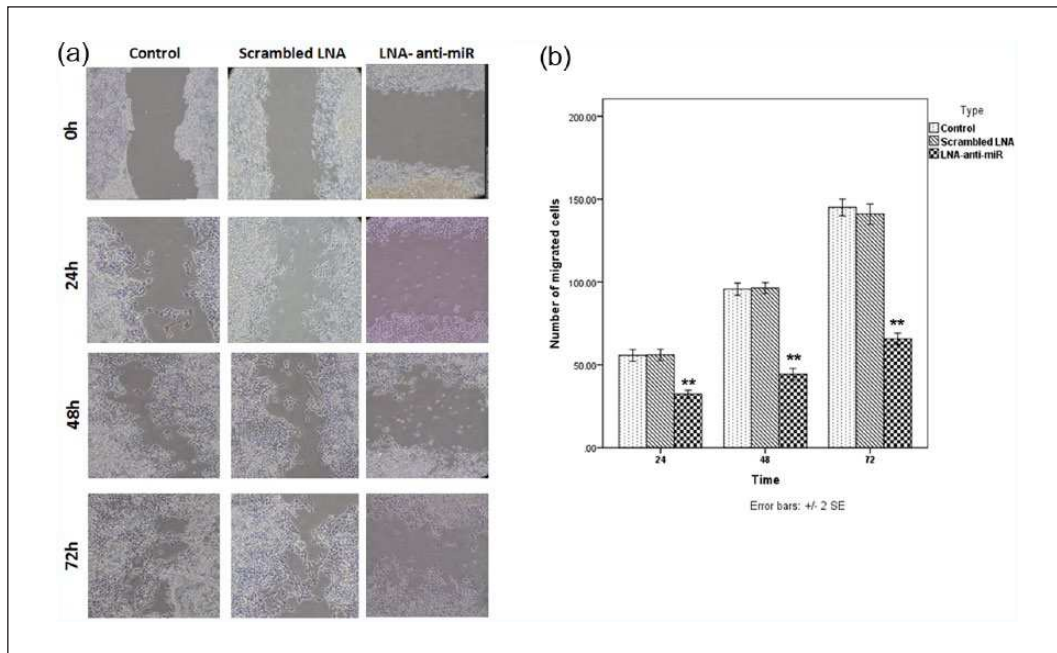 (a)
Control Scrambled LNA LNA- anti-miR
0h
24h
48h
72h
(b)
Number of migrated cells
200.00
150.00
100.00
50.00
.00
**
**
**
24 48 72
Time
Error bars: +/- 2 SE
Type
Control
Scrambled LNA
LNA-anti-miR